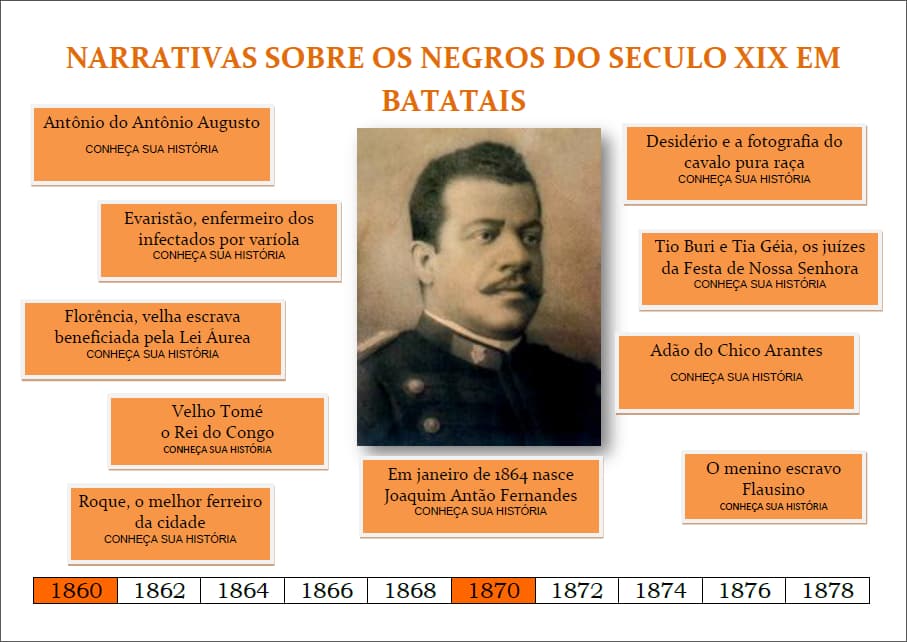 NARRATIVAS SOBRE OS NEGROS DO SECULO XIX EM
BATATAIS
Antônio do Antônio Augusto
CONHEÇA SUA HISTÓRIA
Evaristão, enfermeiro dos
infectados por varíola
CONHEÇA SUA HISTÓRIA
Florência, velha escrava
beneficiada pela Lei Áurea
CONHEÇA SUA HISTÓRIA
Velho Tomé
o Rei do Congo
CONHEÇA SUA HISTÓRIA
Roque, o melhor ferreiro
da cidade
CONHEÇA SUA HISTÓRIA
Em janeiro de 1864 nasce
Joaquim Antão Fernandes
CONHEÇA SUA HISTÓRIA
Desidério e a fotografia do
cavalo pura raça
CONHEÇA SUA HISTÓRIA
Tio Buri e Tia Géia, os juízes
da Festa de Nossa Senhora
CONHEÇA SUA HISTÓRIA
Adão do Chico Arantes
CONHEÇA SUA HISTÓRIA
O menino escravo
Flausino
CONHEÇA SUA HISTÓRIA
1860 1862 1864 1866 1868 1870 1872 1874 1876 1878